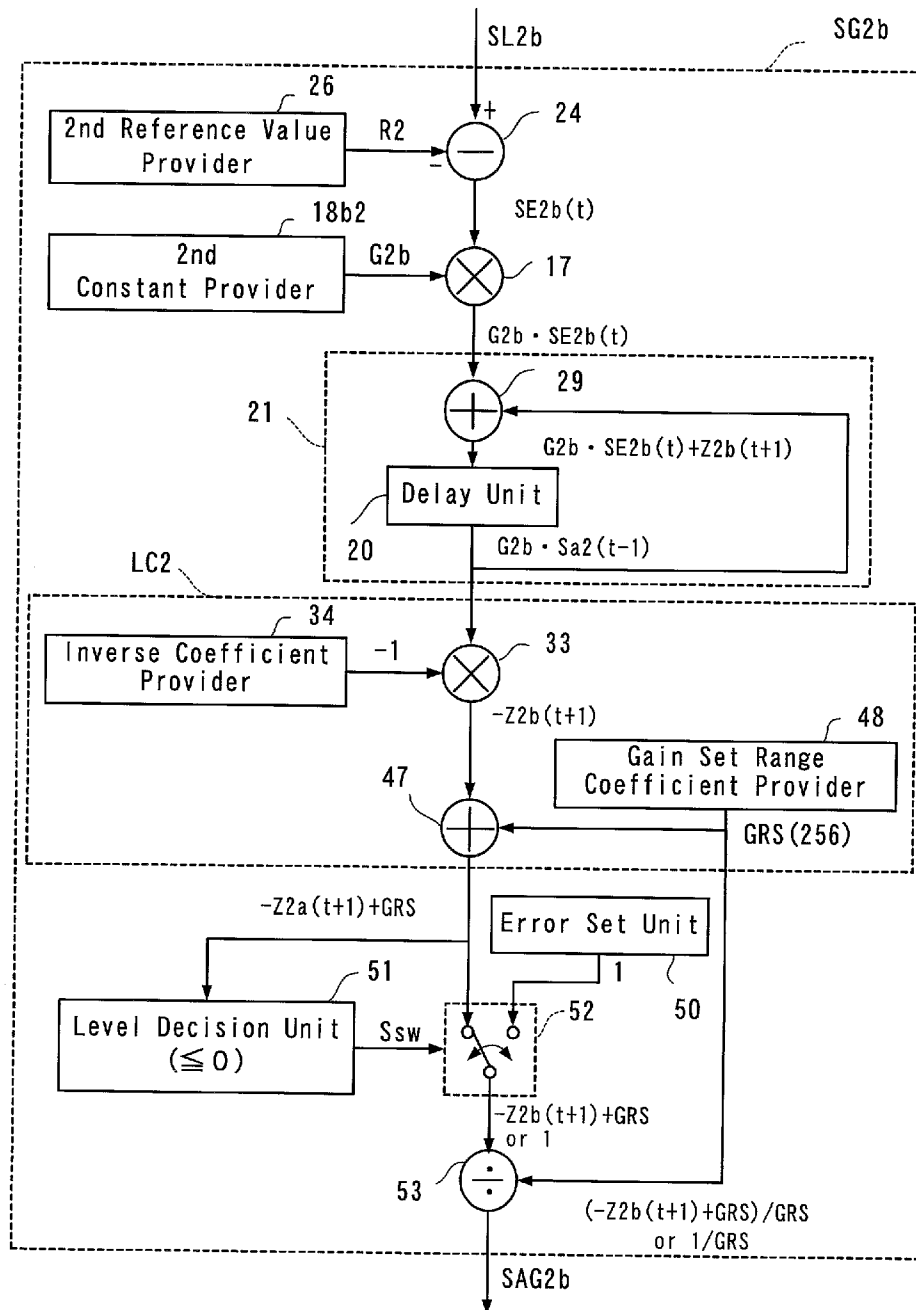 SL2b
SG2b
26
2nd Reference Value
Provider
R2
+
-
24
SE2b(t)
18b2
2nd
Constant Provider
G2b
17
G2b・SE2b(t)
21
29
G2b・SE2b(t)+Z2b(t+1)
Delay Unit
20
G2b・Sa2(t-1)
LC2
34
Inverse Coefficient
Provider
-1
33
-Z2b(t+1)
48
Gain Set Range
Coefficient Provider
47
GRS(256)
-Z2a(t+1)+GRS
Error Set Unit
50
1
51
Level Decision Unit
(≦0)
Ssw
52
-Z2b(t+1)+GRS
or 1
53
(-Z2b(t+1)+GRS)/GRS
or 1/GRS
SAG2b